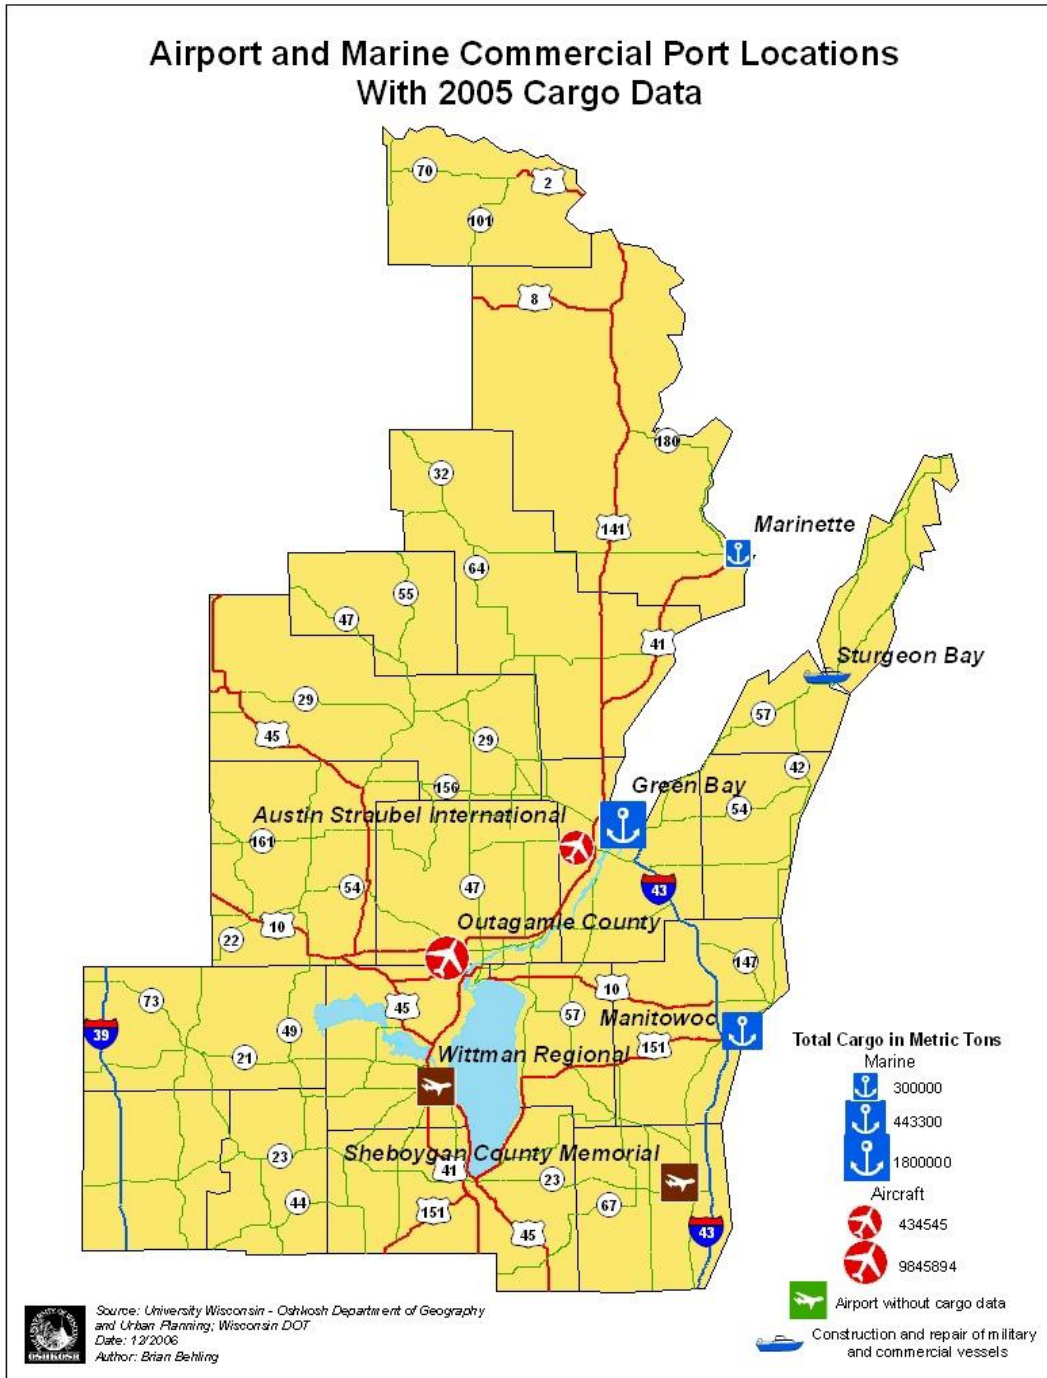 Airport and Marine Commercial Port Locations
With 2005 Cargo Data
70
2
101
8
180
32
141
Marinette
64
55
47
41
Sturgeon Bay
29
57
45
29
42
156
Green Bay
54
Austin Straubel International
161
43
54
47
10
Outagamie County
22
147
73
45
10
39
49
57
Manitowoc
151
21
Wittman Regional
Total Cargo in Metric Tons
Marine
300000
443300
1800000
23
Sheboygan County Memorial
41
23
44
67
151
45
43
Aircraft
434545
9845894
Airport without cargo data
Construction and repair of military
and commercial vessels
OSHKOSH
Source: University Wisconsin - Oshkosh Department of Geography
and Urban Planning; Wisconsin DOT
Date: 12/2006
Author: Brian Behling